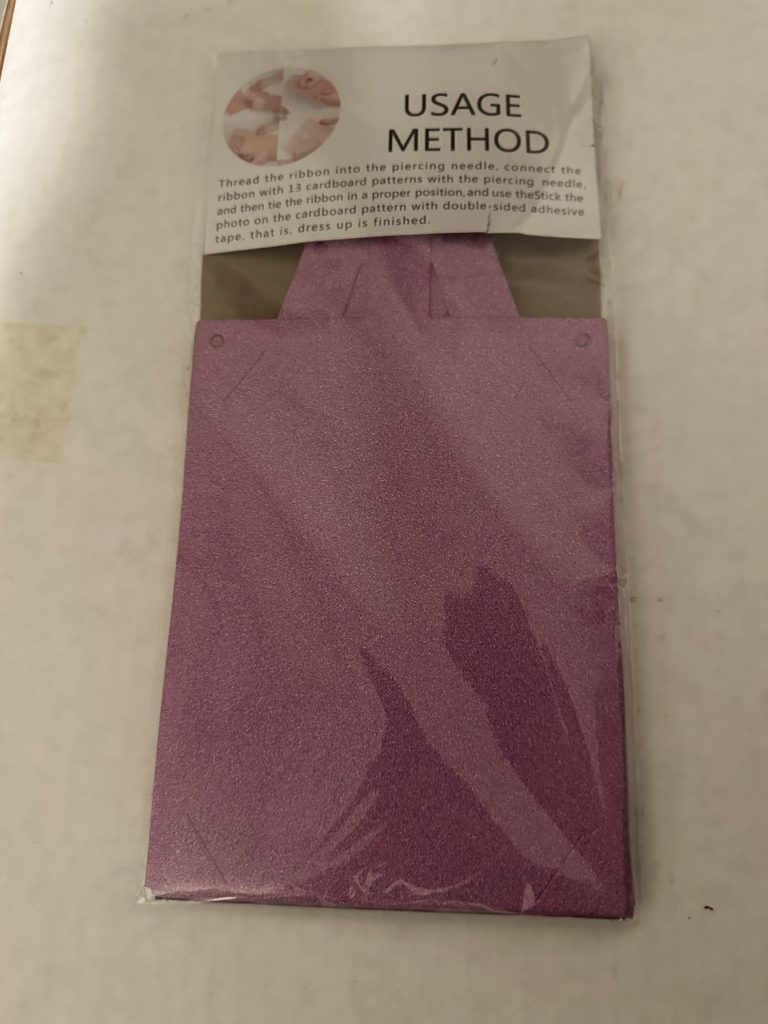 USAGE
METHOD
Thread the ribbon into the piercing needle, connect the
ribbon with 13 cardboard patterns with the piercing needle,
and then tie the ribbon in a proper position,and use theStick the
photo on the cardboard pattern with double-sided adhesive
tape, that is, dress up is finished.